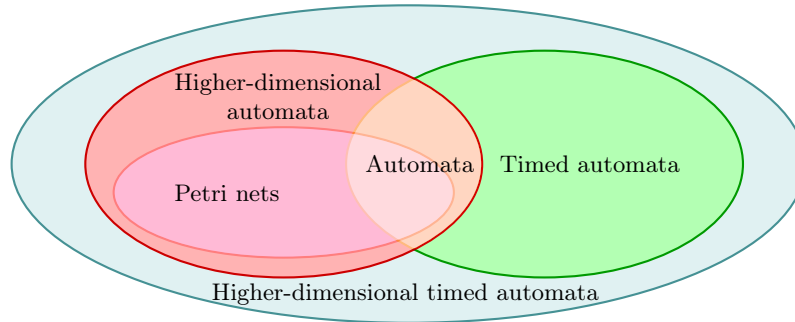 Higher-dimensional
automata
Automata
Timed automata
Petri nets
Higher-dimensional timed automata